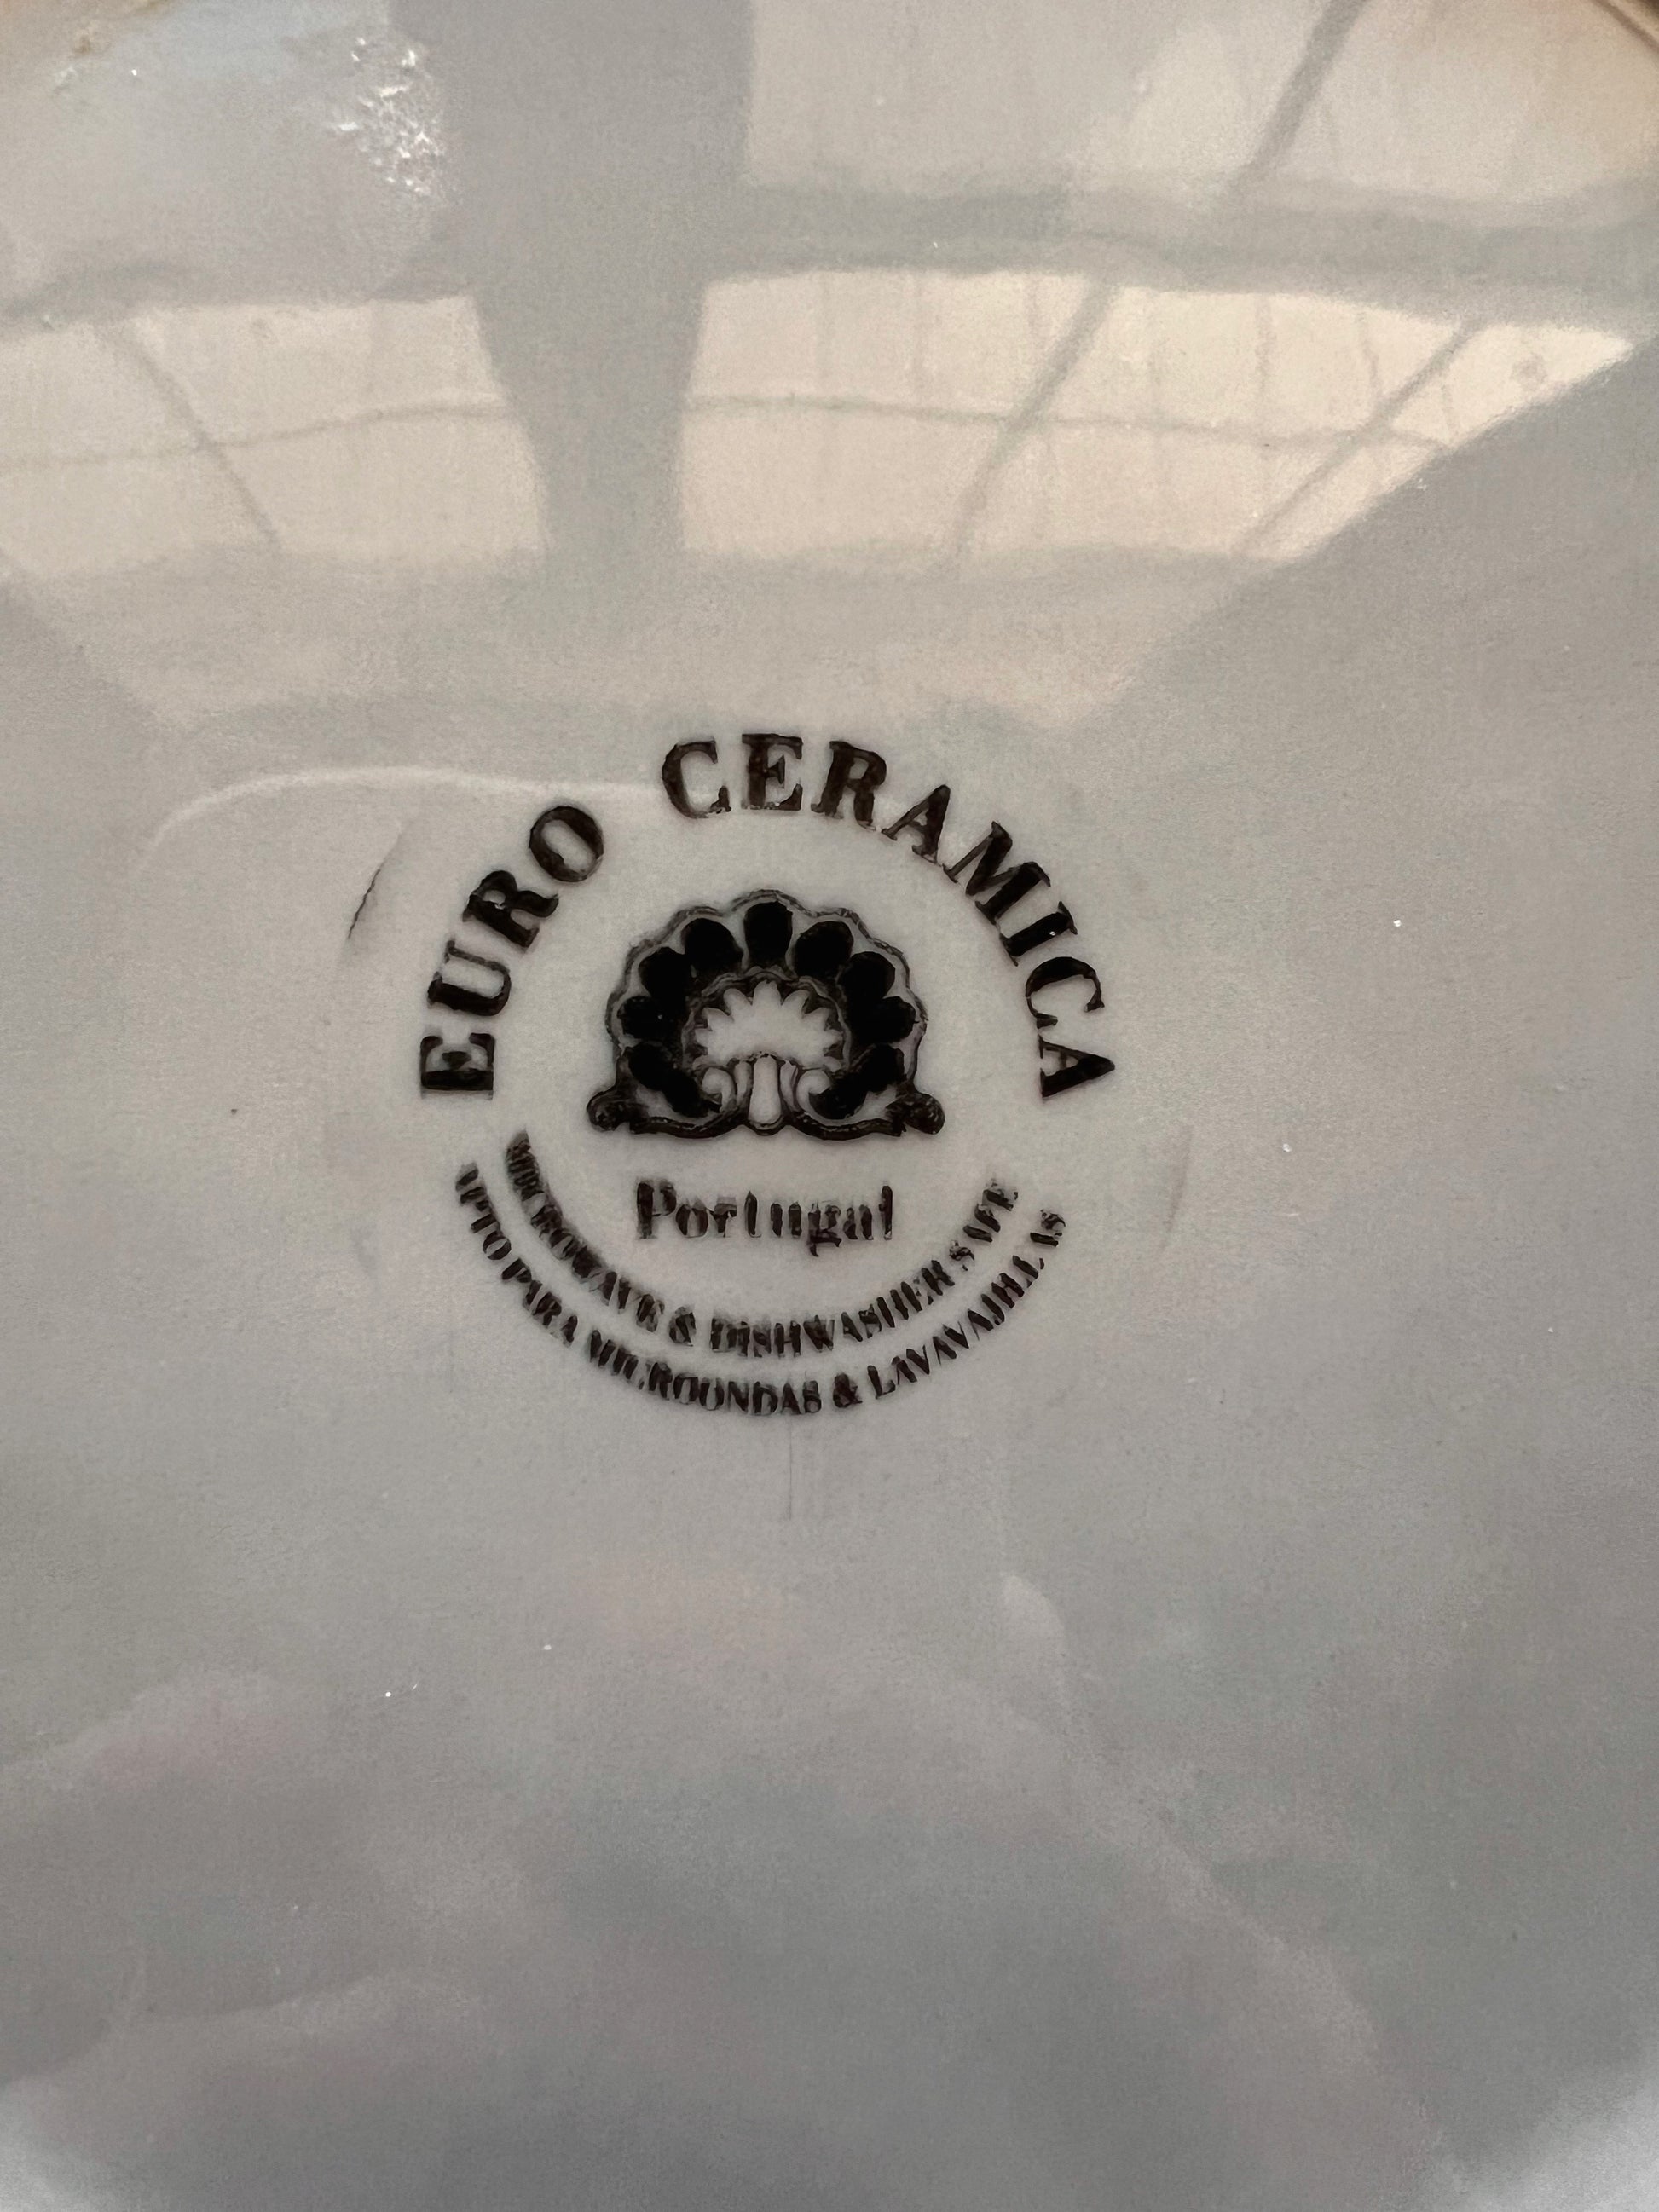 EURO CERAMICA
Portugal
MICROWAVE & DISHWASHER SAFE
APTO PARA MICROONDAS & LAVAVAJILLAS